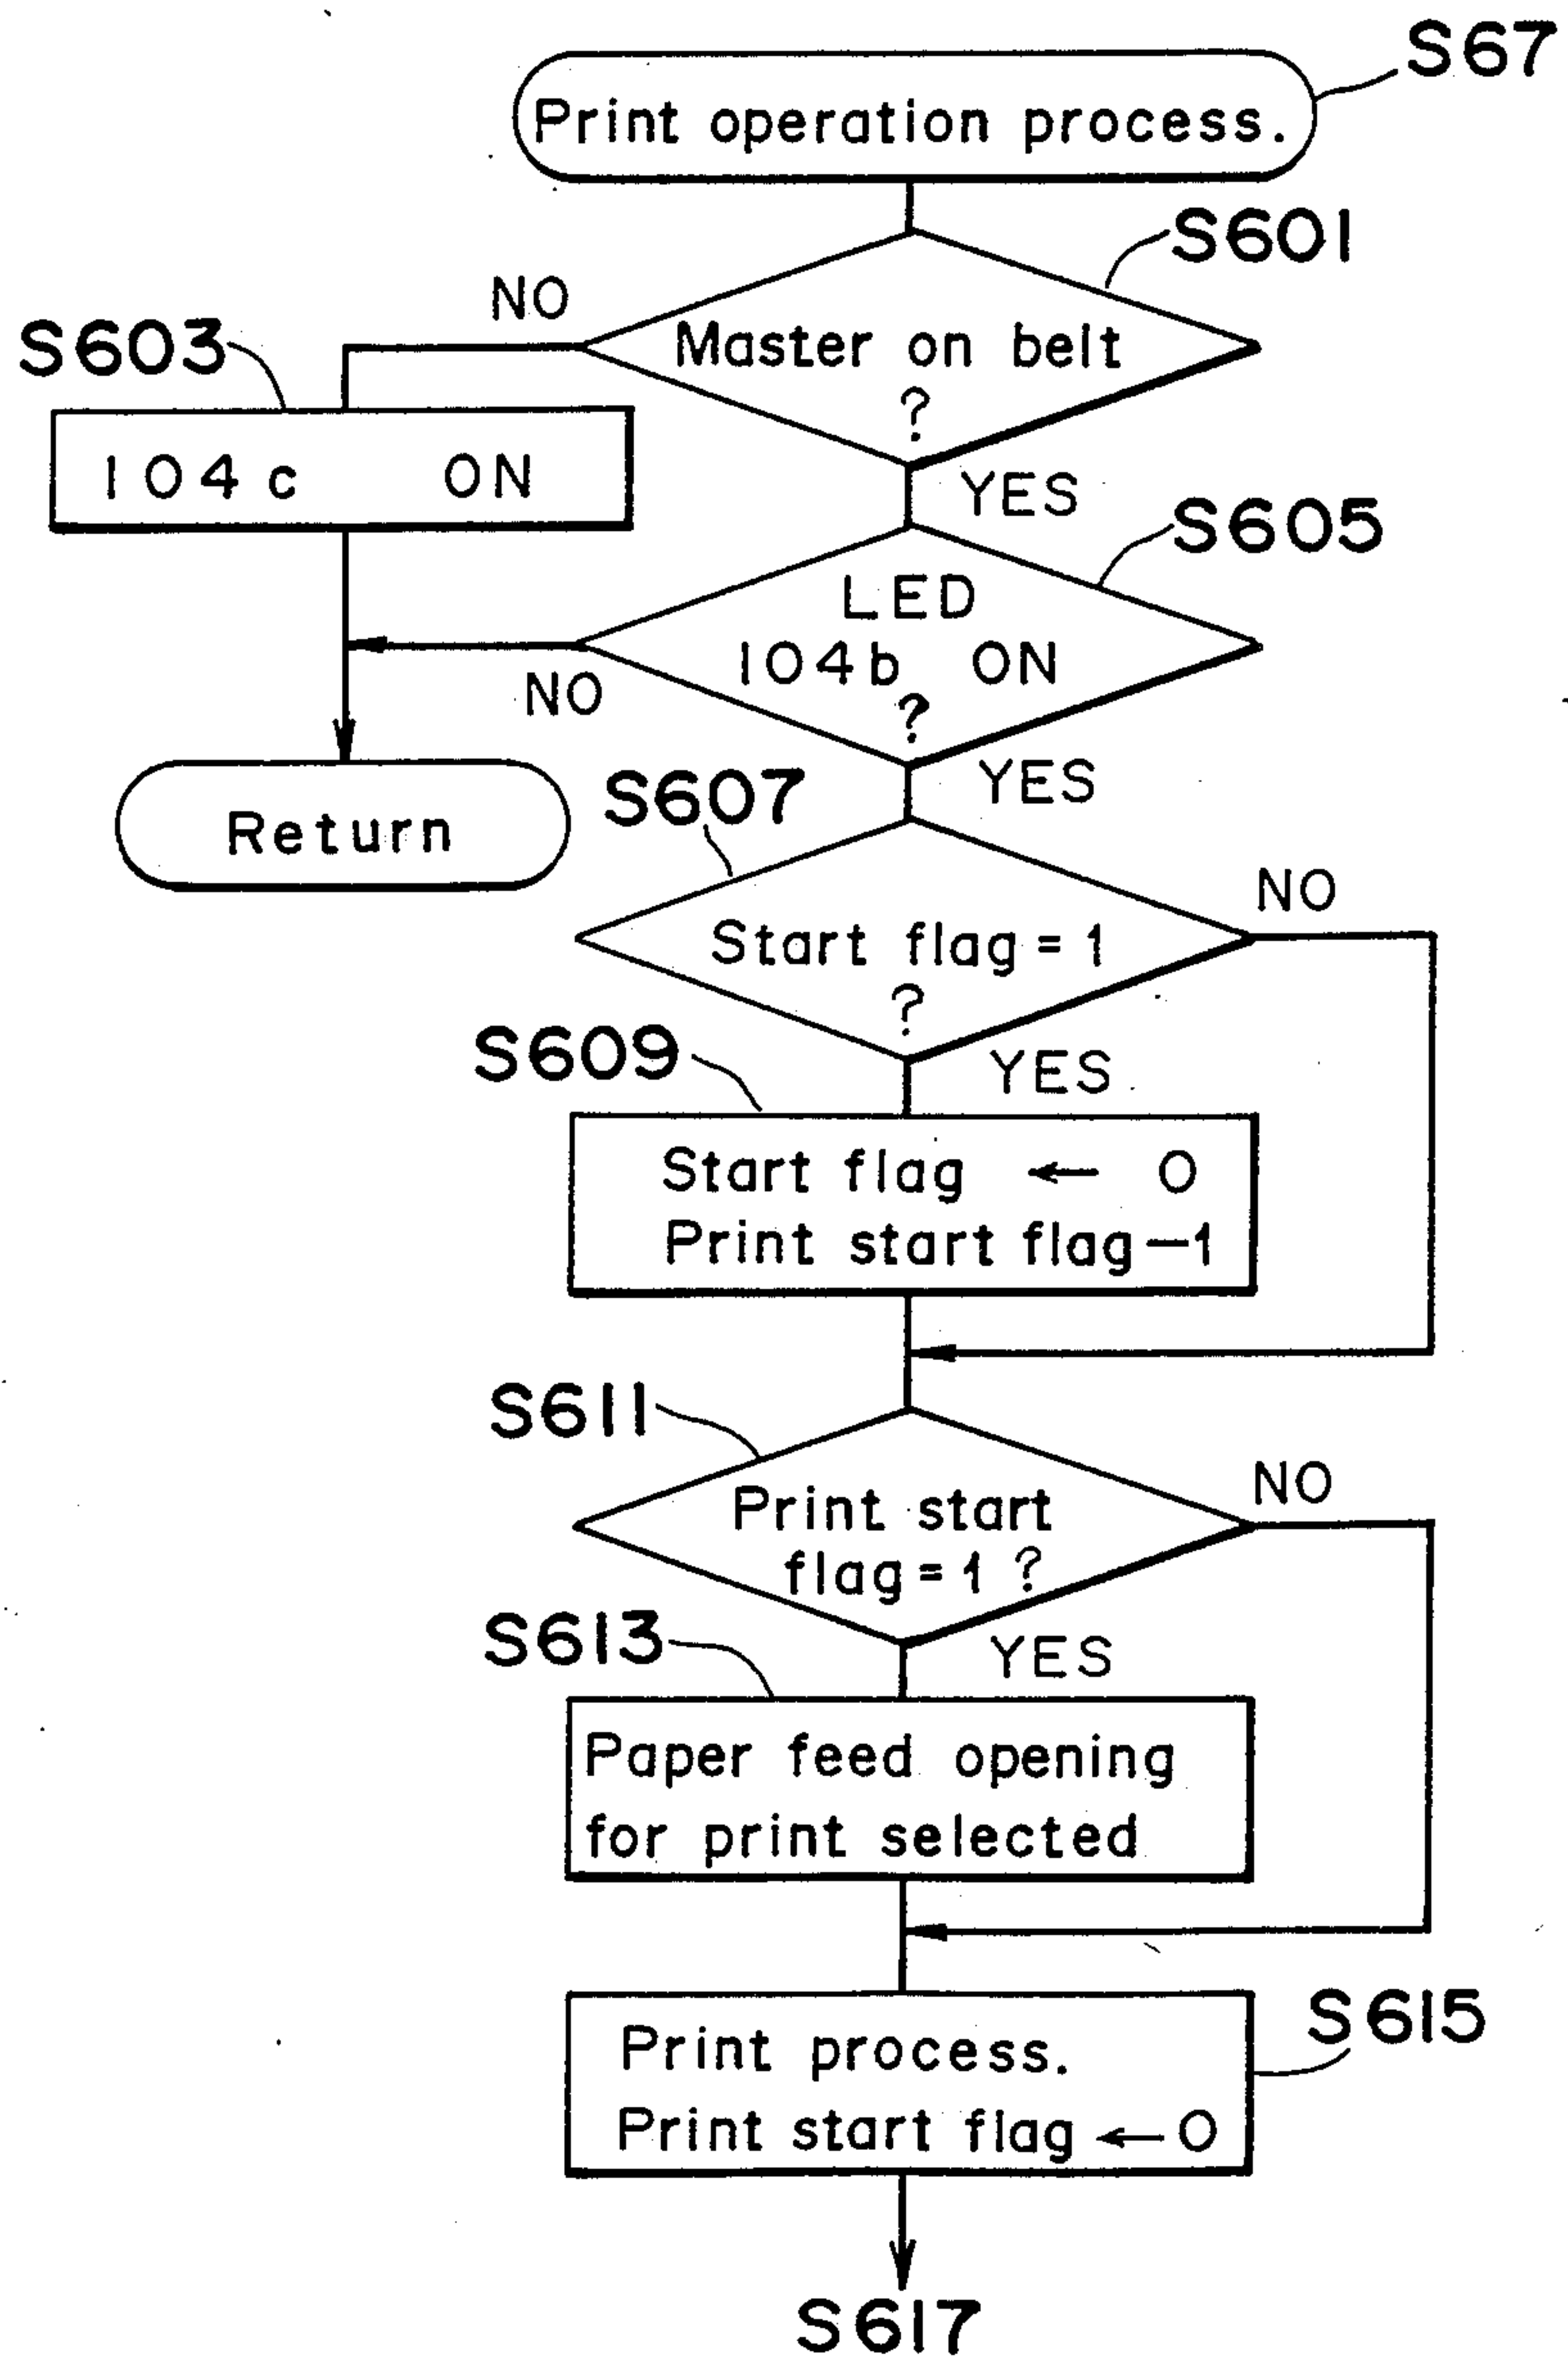 S67
Print operation process.
S601
NO
Master on belt
?
S603
104c ON
YES
S605
LED
104b ON
?
NO
YES
Return
S607
NO
Start flag = 1
?
S609
YES
Start flag ← 0
Print start flag—1
S611
NO
Print start
flag = 1 ?
S613
YES
Paper feed opening
for print selected
S615
Print process.
Print start flag ← 0
S617